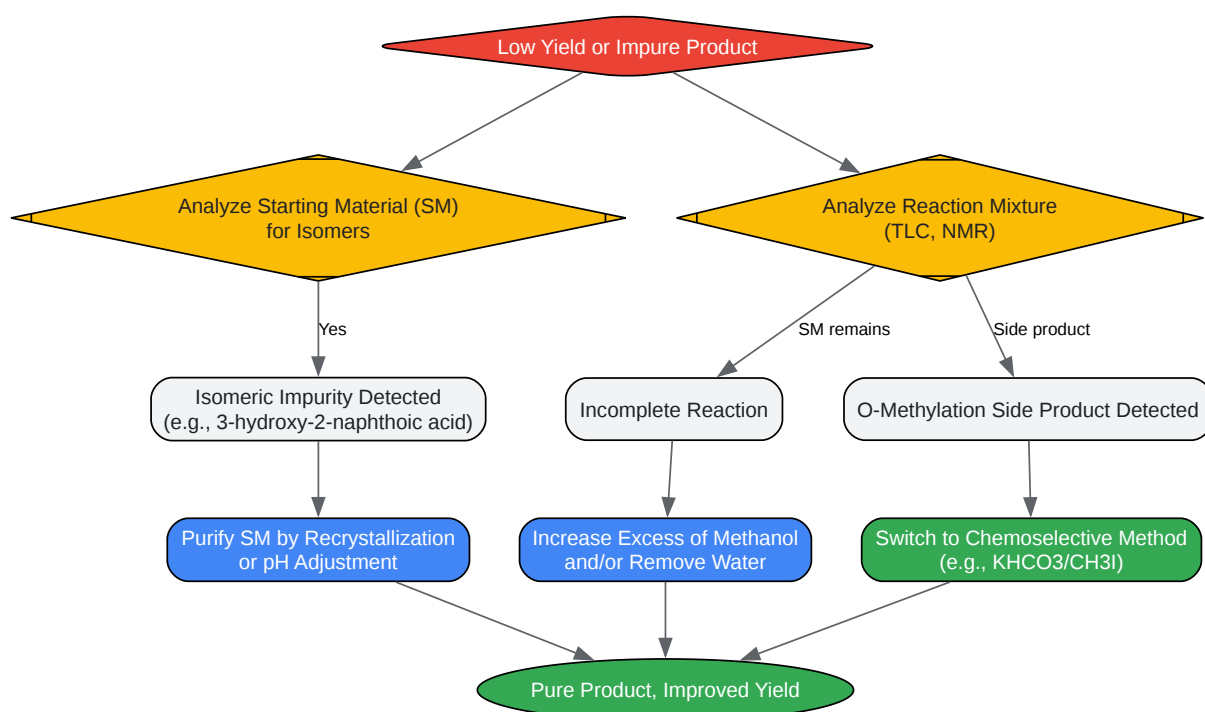 Low Yield or Impure Product
Analyze Starting Material (SM)
for Isomers
Analyze Reaction Mixture
(TLC, NMR)
Yes
SM remains
Side product
Isomeric Impurity Detected
(e.g., 3-hydroxy-2-naphthoic acid)
Incomplete Reaction
O-Methylation Side Product Detected
Purify SM by Recrystallization
or pH Adjustment
Increase Excess of Methanol
and/or Remove Water
Switch to Chemoselective Method
(e.g., KHCO3/CH3I)
Pure Product, Improved Yield